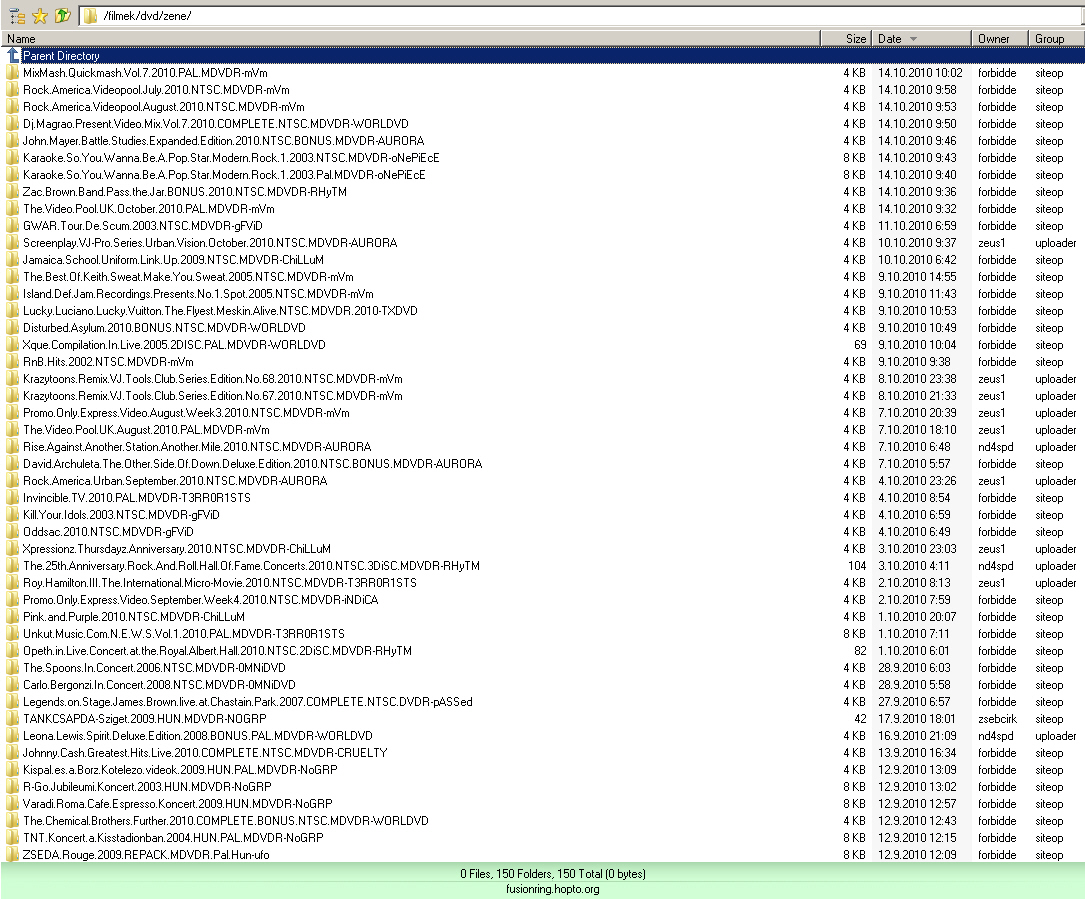 /filmek/dvd/zene/
Name Size Date Owner Group
Parent Directory
MixMash.Quickmash.Vol.7.2010.PAL.MDVDR-mVm 4 KB 14.10.2010 10:02 forbidde siteop
Rock.America.Videopool.July.2010.NTSC.MDVDR-mVm 4 KB 14.10.2010 9:58 forbidde siteop
Rock.America.Videopool.August.2010.NTSC.MDVDR-mVm 4 KB 14.10.2010 9:53 forbidde siteop
Dj.Magrao.Present.Video.Mix.Vol.7.2010.COMPLETE.NTSC.MDVDR-WORLDVD 4 KB 14.10.2010 9:50 forbidde siteop
John.Mayer.Battle.Studies.Expanded.Edition.2010.NTSC.BONUS.MDVDR-AURORA 4 KB 14.10.2010 9:46 forbidde siteop
Karaoke.So.You.Wanna.Be.A.Pop.Star.Modern.Rock.1.2003.NTSC.MDVDR-oNePiEcE 8 KB 14.10.2010 9:43 forbidde siteop
Karaoke.So.You.Wanna.Be.A.Pop.Star.Modern.Rock.1.2003.Pal.MDVDR-oNePiEcE 8 KB 14.10.2010 9:40 forbidde siteop
Zac.Brown.Band.Pass.the.Jar.BONUS.2010.NTSC.MDVDR-RHyTM 4 KB 14.10.2010 9:36 forbidde siteop
The.Video.Pool.UK.October.2010.PAL.MDVDR-mVm 4 KB 14.10.2010 9:32 forbidde siteop
GWAR.Tour.De.Scum.2003.NTSC.MDVDR-gFViD 4 KB 11.10.2010 6:59 forbidde siteop
Screenplay.VJ-Pro.Series.Urban.Vision.October.2010.NTSC.MDVDR-AURORA 4 KB 10.10.2010 9:37 zeus1 uploader
Jamaica.School.Uniform.Link.Up.2009.NTSC.MDVDR-ChiLLuM 4 KB 10.10.2010 6:42 forbidde siteop
The.Best.Of.Keith.Sweat.Make.You.Sweat.2005.NTSC.MDVDR-mVm 4 KB 9.10.2010 14:55 forbidde siteop
Island.Def.Jam.Recordings.Presents.No.1.Spot.2005.NTSC.MDVDR-mVm 4 KB 9.10.2010 11:43 forbidde siteop
Lucky.Luciano.Lucky.Vuitton.The.Flyest.Meskin.Alive.NTSC.MDVDR.2010-TXDVD 4 KB 9.10.2010 10:53 forbidde siteop
Disturbed.Asylum.2010.BONUS.NTSC.MDVDR-WORLDVD 4 KB 9.10.2010 10:49 forbidde siteop
Xque.Compilation.In.Live.2005.2DISC.PAL.MDVDR-WORLDVD 69 9.10.2010 10:04 forbidde siteop
RnB.Hits.2002.NTSC.MDVDR-mVm 4 KB 9.10.2010 9:38 forbidde siteop
Krazytoons.Remix.VJ.Tools.Club.Series.Edition.No.68.2010.NTSC.MDVDR-mVm 4 KB 8.10.2010 23:38 zeus1 uploader
Krazytoons.Remix.VJ.Tools.Club.Series.Edition.No.67.2010.NTSC.MDVDR-mVm 4 KB 8.10.2010 21:33 zeus1 uploader
Promo.Only.Express.Video.August.Week3.2010.NTSC.MDVDR-mVm 4 KB 7.10.2010 20:39 zeus1 uploader
The.Video.Pool.UK.August.2010.PAL.MDVDR-mVm 4 KB 7.10.2010 18:10 zeus1 uploader
Rise.Against.Another.Station.Another.Mile.2010.NTSC.MDVDR-AURORA 4 KB 7.10.2010 6:48 nd4spd uploader
David.Archuleta.The.Other.Side.Of.Down.Deluxe.Edition.2010.NTSC.BONUS.MDVDR-AURORA 4 KB 7.10.2010 5:57 forbidde siteop
Rock.America.Urban.September.2010.NTSC.MDVDR-AURORA 4 KB 4.10.2010 23:26 zeus1 uploader
Invincible.TV.2010.PAL.MDVDR-T3RR0R1STS 4 KB 4.10.2010 8:54 forbidde siteop
Kill.Your.Idols.2003.NTSC.MDVDR-gFViD 4 KB 4.10.2010 6:59 forbidde siteop
Oddsac.2010.NTSC.MDVDR-gFViD 4 KB 4.10.2010 6:49 forbidde siteop
Xpressionz.Thursdayz.Anniversary.2010.NTSC.MDVDR-ChiLLuM 4 KB 3.10.2010 23:03 zeus1 uploader
The.25th.Anniversary.Rock.And.Roll.Hall.Of.Fame.Concerts.2010.NTSC.3DiSC.MDVDR-RHyTM 104 3.10.2010 4:11 nd4spd uploader
Roy.Hamilton.III.The.International.Micro-Movie.2010.NTSC.MDVDR-T3RR0R1STS 4 KB 2.10.2010 8:13 zeus1 uploader
Promo.Only.Express.Video.September.Week4.2010.NTSC.MDVDR-iNDiCA 4 KB 2.10.2010 7:59 forbidde siteop
Pink.and.Purple.2010.NTSC.MDVDR-ChiLLuM 4 KB 1.10.2010 20:07 forbidde siteop
Unkut.Music.Com.N.E.W.S.Vol.1.2010.PAL.MDVDR-T3RR0R1STS 8 KB 1.10.2010 7:11 forbidde siteop
Opeth.in.Live.Concert.at.the.Royal.Albert.Hall.2010.NTSC.2DiSC.MDVDR-RHyTM 82 1.10.2010 6:01 forbidde siteop
The.Spoons.In.Concert.2006.NTSC.MDVDR-0MNiDVD 4 KB 28.9.2010 6:03 forbidde siteop
Carlo.Bergonzi.In.Concert.2008.NTSC.MDVDR-0MNiDVD 4 KB 28.9.2010 5:58 forbidde siteop
Legends.on.Stage.James.Brown.live.at.Chastain.Park.2007.COMPLETE.NTSC.DVDR-pASSed 4 KB 27.9.2010 6:57 forbidde siteop
TANKCSAPDA-Sziget.2009.HUN.MDVDR-NOGRP 42 17.9.2010 18:01 zsebcirk siteop
Leona.Lewis.Spirit.Deluxe.Edition.2008.BONUS.PAL.MDVDR-WORLDVD 4 KB 16.9.2010 21:09 nd4spd uploader
Johnny.Cash.Greatest.Hits.Live.2010.COMPLETE.NTSC.MDVDR-CRUELTY 4 KB 13.9.2010 16:34 forbidde siteop
Kispal.es.a.Borz.Kotelezo.videok.2009.HUN.PAL.MDVDR-NoGRP 4 KB 12.9.2010 13:09 forbidde siteop
R-Go.Jubileumi.Koncert.2003.HUN.MDVDR-NoGRP 8 KB 12.9.2010 13:02 forbidde siteop
Varadi.Roma.Cafe.Espresso.Koncert.2009.HUN.MDVDR-NoGRP 8 KB 12.9.2010 12:57 forbidde siteop
The.Chemical.Brothers.Further.2010.COMPLETE.BONUS.NTSC.MDVDR-WORLDVD 4 KB 12.9.2010 12:43 forbidde siteop
TNT.Koncert.a.Kisstadionban.2004.HUN.PAL.MDVDR-NoGRP 8 KB 12.9.2010 12:15 forbidde siteop
ZSEDA.Rouge.2009.REPACK.MDVDR.Pal.Hun-ufo 8 KB 12.9.2010 12:09 forbidde siteop
0 Files, 150 Folders, 150 Total (0 bytes)
fusionring.hopto.org